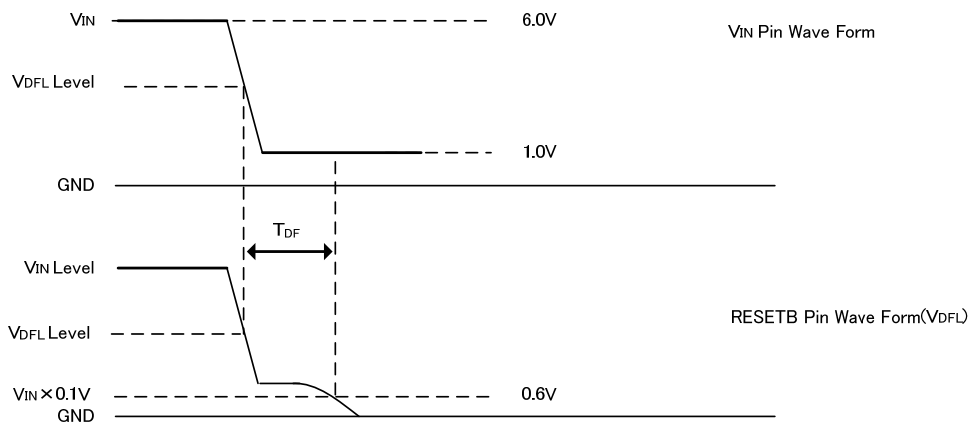 VIN 6.0V VIN Pin Wave Form
VDFL Level
1.0V
GND
TDF
VIN Level
VDFL Level RESETB Pin Wave Form(VDFL)
VIN×0.1V 0.6V
GND